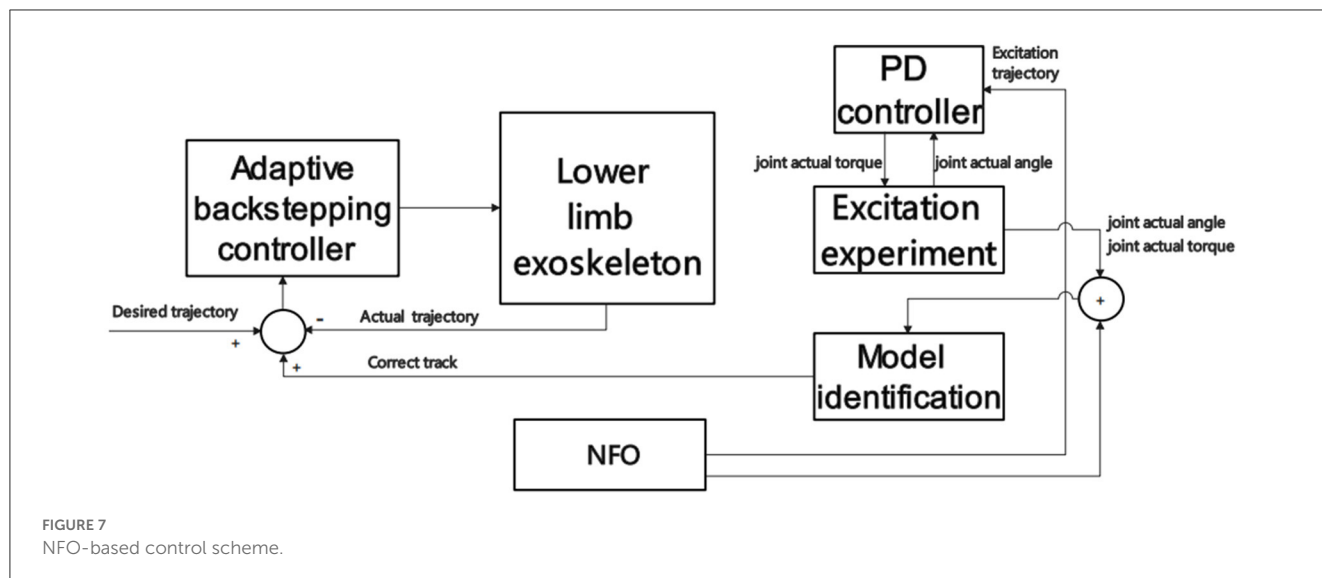 PD
controller
Excitation
trajectory
Adaptive
backstepping
controller
Lower
limb
exoskeleton
joint actual torque
joint actual angle
Excitation
experiment
joint actual angle
joint actual torque
+
Desired trajectory
+
-
Actual trajectory
+
Correct track
Model
identification
NFO
FIGURE 7
NFO-based control scheme.